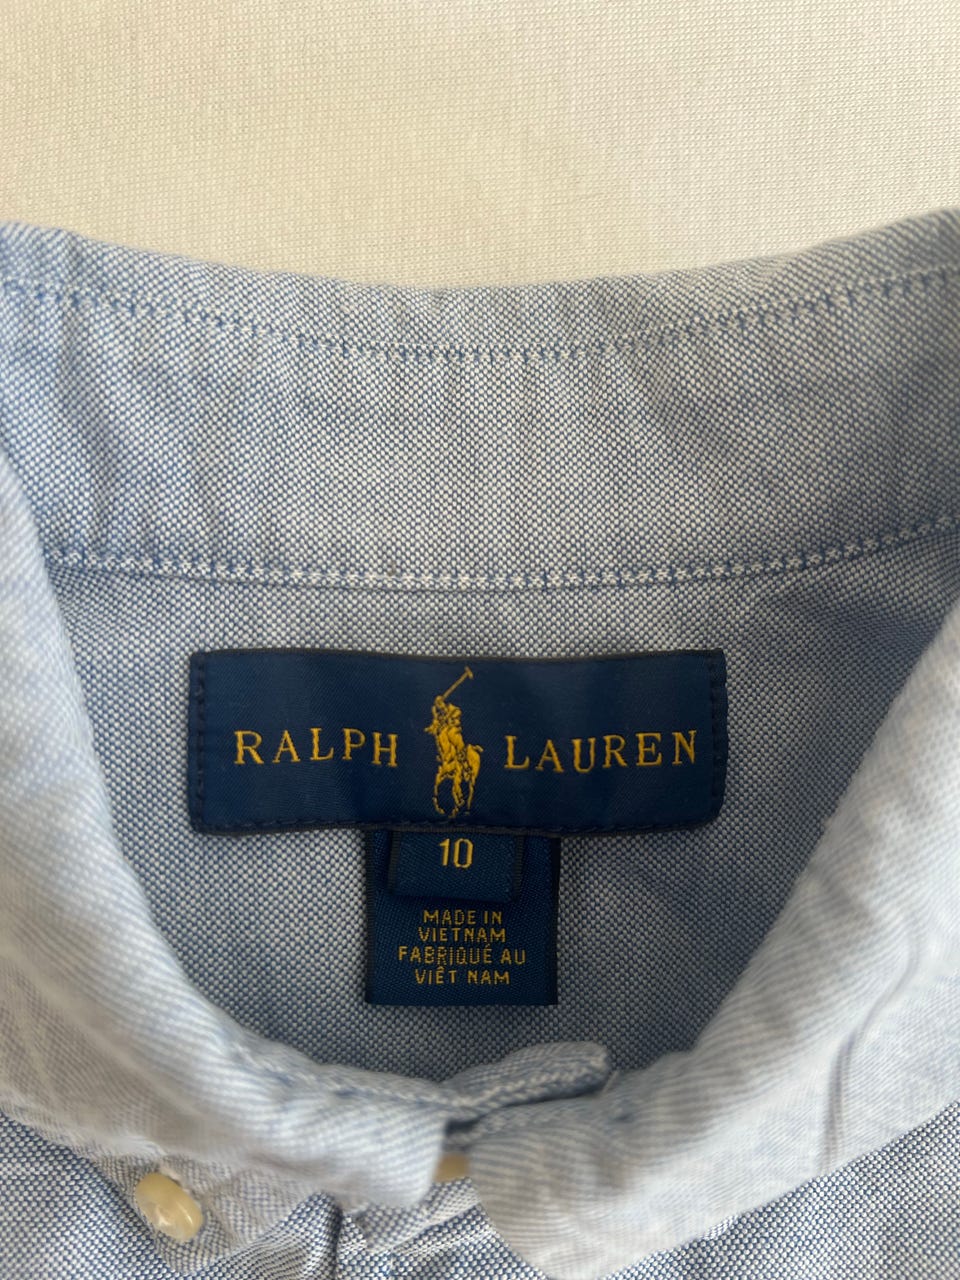 RALPH LAUREN
10
MADE IN
VIETNAM
FABRIQUÉ AU
VIÊT NAM